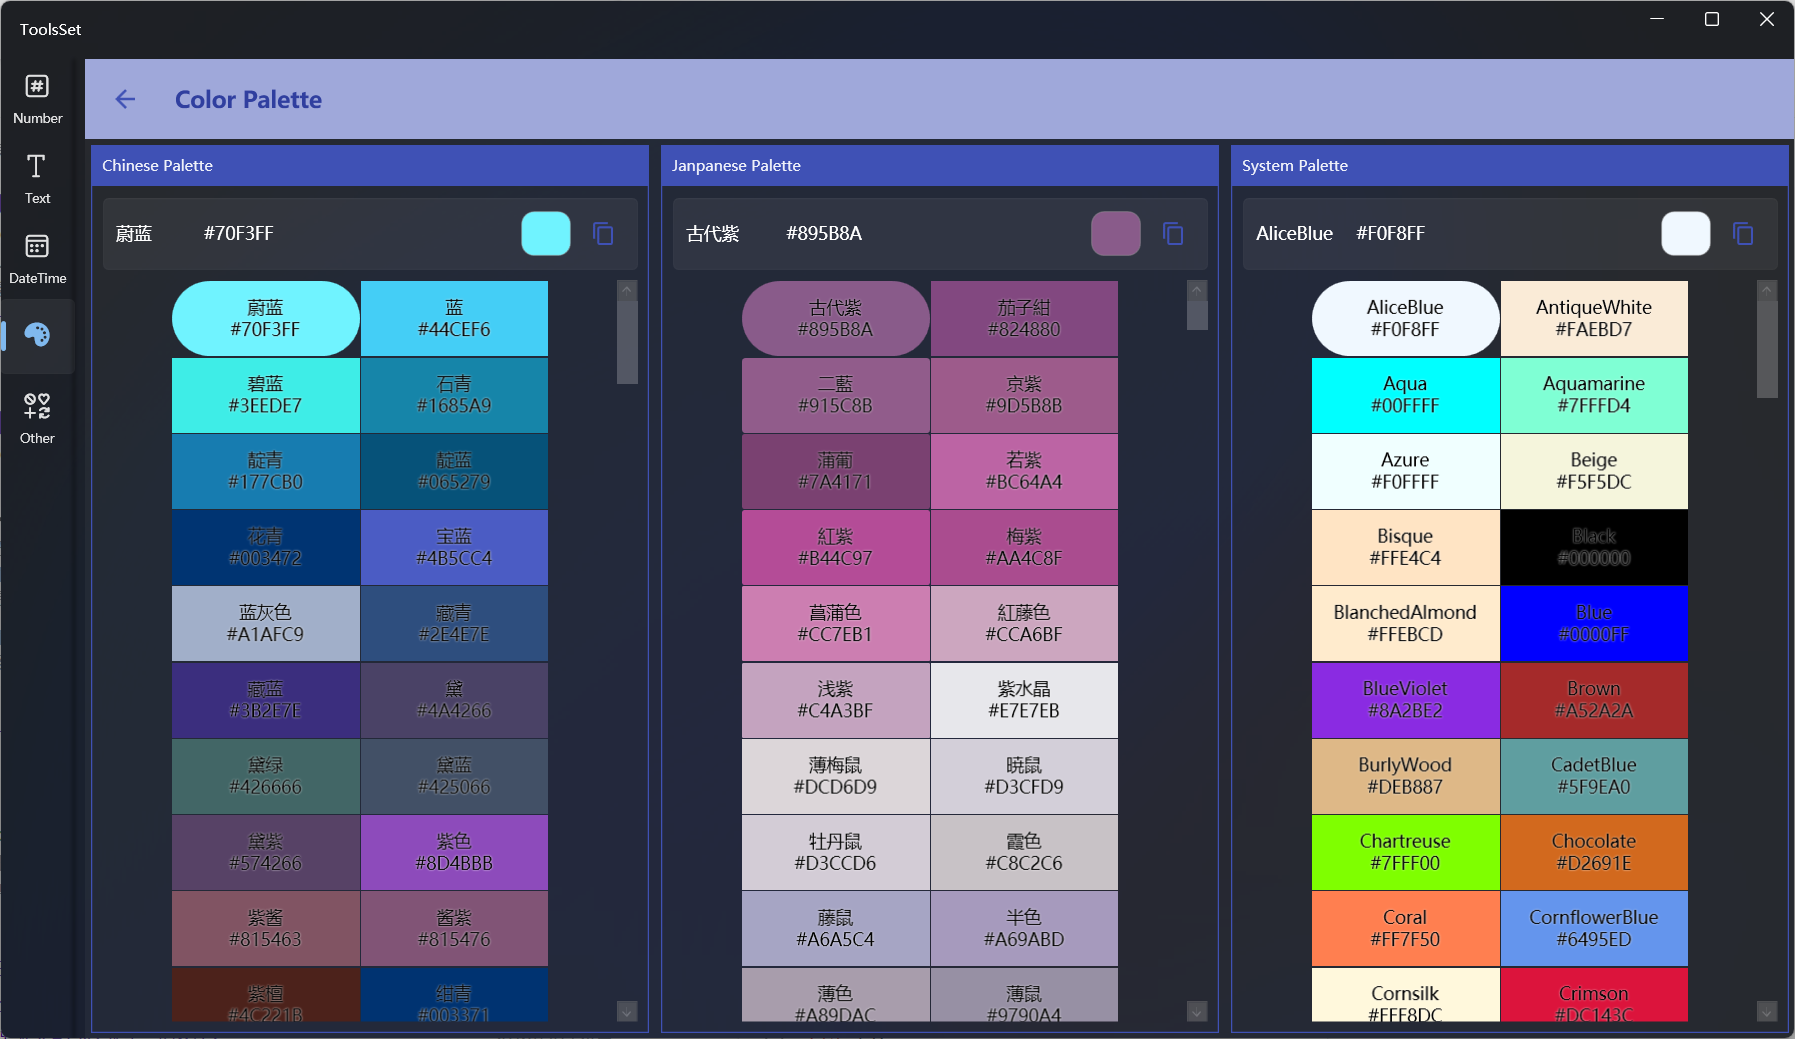 ToolsSet
Number
Text
DateTime
Other
Color Palette
Chinese Palette
蔚蓝 #70F3FF
蔚蓝
#70F3FF
蓝
#44CEF6
碧蓝
#3EEDE7
石青
#1685A9
靛青
#177CB0
靛蓝
#065279
花青
#003472
宝蓝
#4B5CC4
蓝灰色
#A1AFC9
藏青
#2E4E7E
藏蓝
#3B2E7E
黛
#4A4266
黛绿
#426666
黛蓝
#425066
黛紫
#574266
紫色
#8D4BBB
紫酱
#815463
酱紫
#815476
紫檀
#4C221B
绀青
#003371
Janpanese Palette
古代紫 #895B8A
古代紫
#895B8A
茄子紺
#824880
二藍
#915C8B
京紫
#9D5B8B
蒲葡
#7A4171
若紫
#BC64A4
紅紫
#B44C97
梅紫
#AA4C8F
菖蒲色
#CC7EB1
紅藤色
#CCA6BF
浅紫
#C4A3BF
紫水晶
#E7E7EB
薄梅鼠
#DCD6D9
暁鼠
#D3CFD9
牡丹鼠
#D3CCD6
霞色
#C8C2C6
藤鼠
#A6A5C4
半色
#A69ABD
薄色
#A89DAC
薄鼠
#9790A4
System Palette
AliceBlue #F0F8FF
AliceBlue
#F0F8FF
AntiqueWhite
#FAEBD7
Aqua
#00FFFF
Aquamarine
#7FFFD4
Azure
#F0FFFF
Beige
#F5F5DC
Bisque
#FFE4C4
Black
#000000
BlanchedAlmond
#FFEBCD
Blue
#0000FF
BlueViolet
#8A2BE2
Brown
#A52A2A
BurlyWood
#DEB887
CadetBlue
#5F9EA0
Chartreuse
#7FFF00
Chocolate
#D2691E
Coral
#FF7F50
CornflowerBlue
#6495ED
Cornsilk
#FFF8DC
Crimson
#DC143C